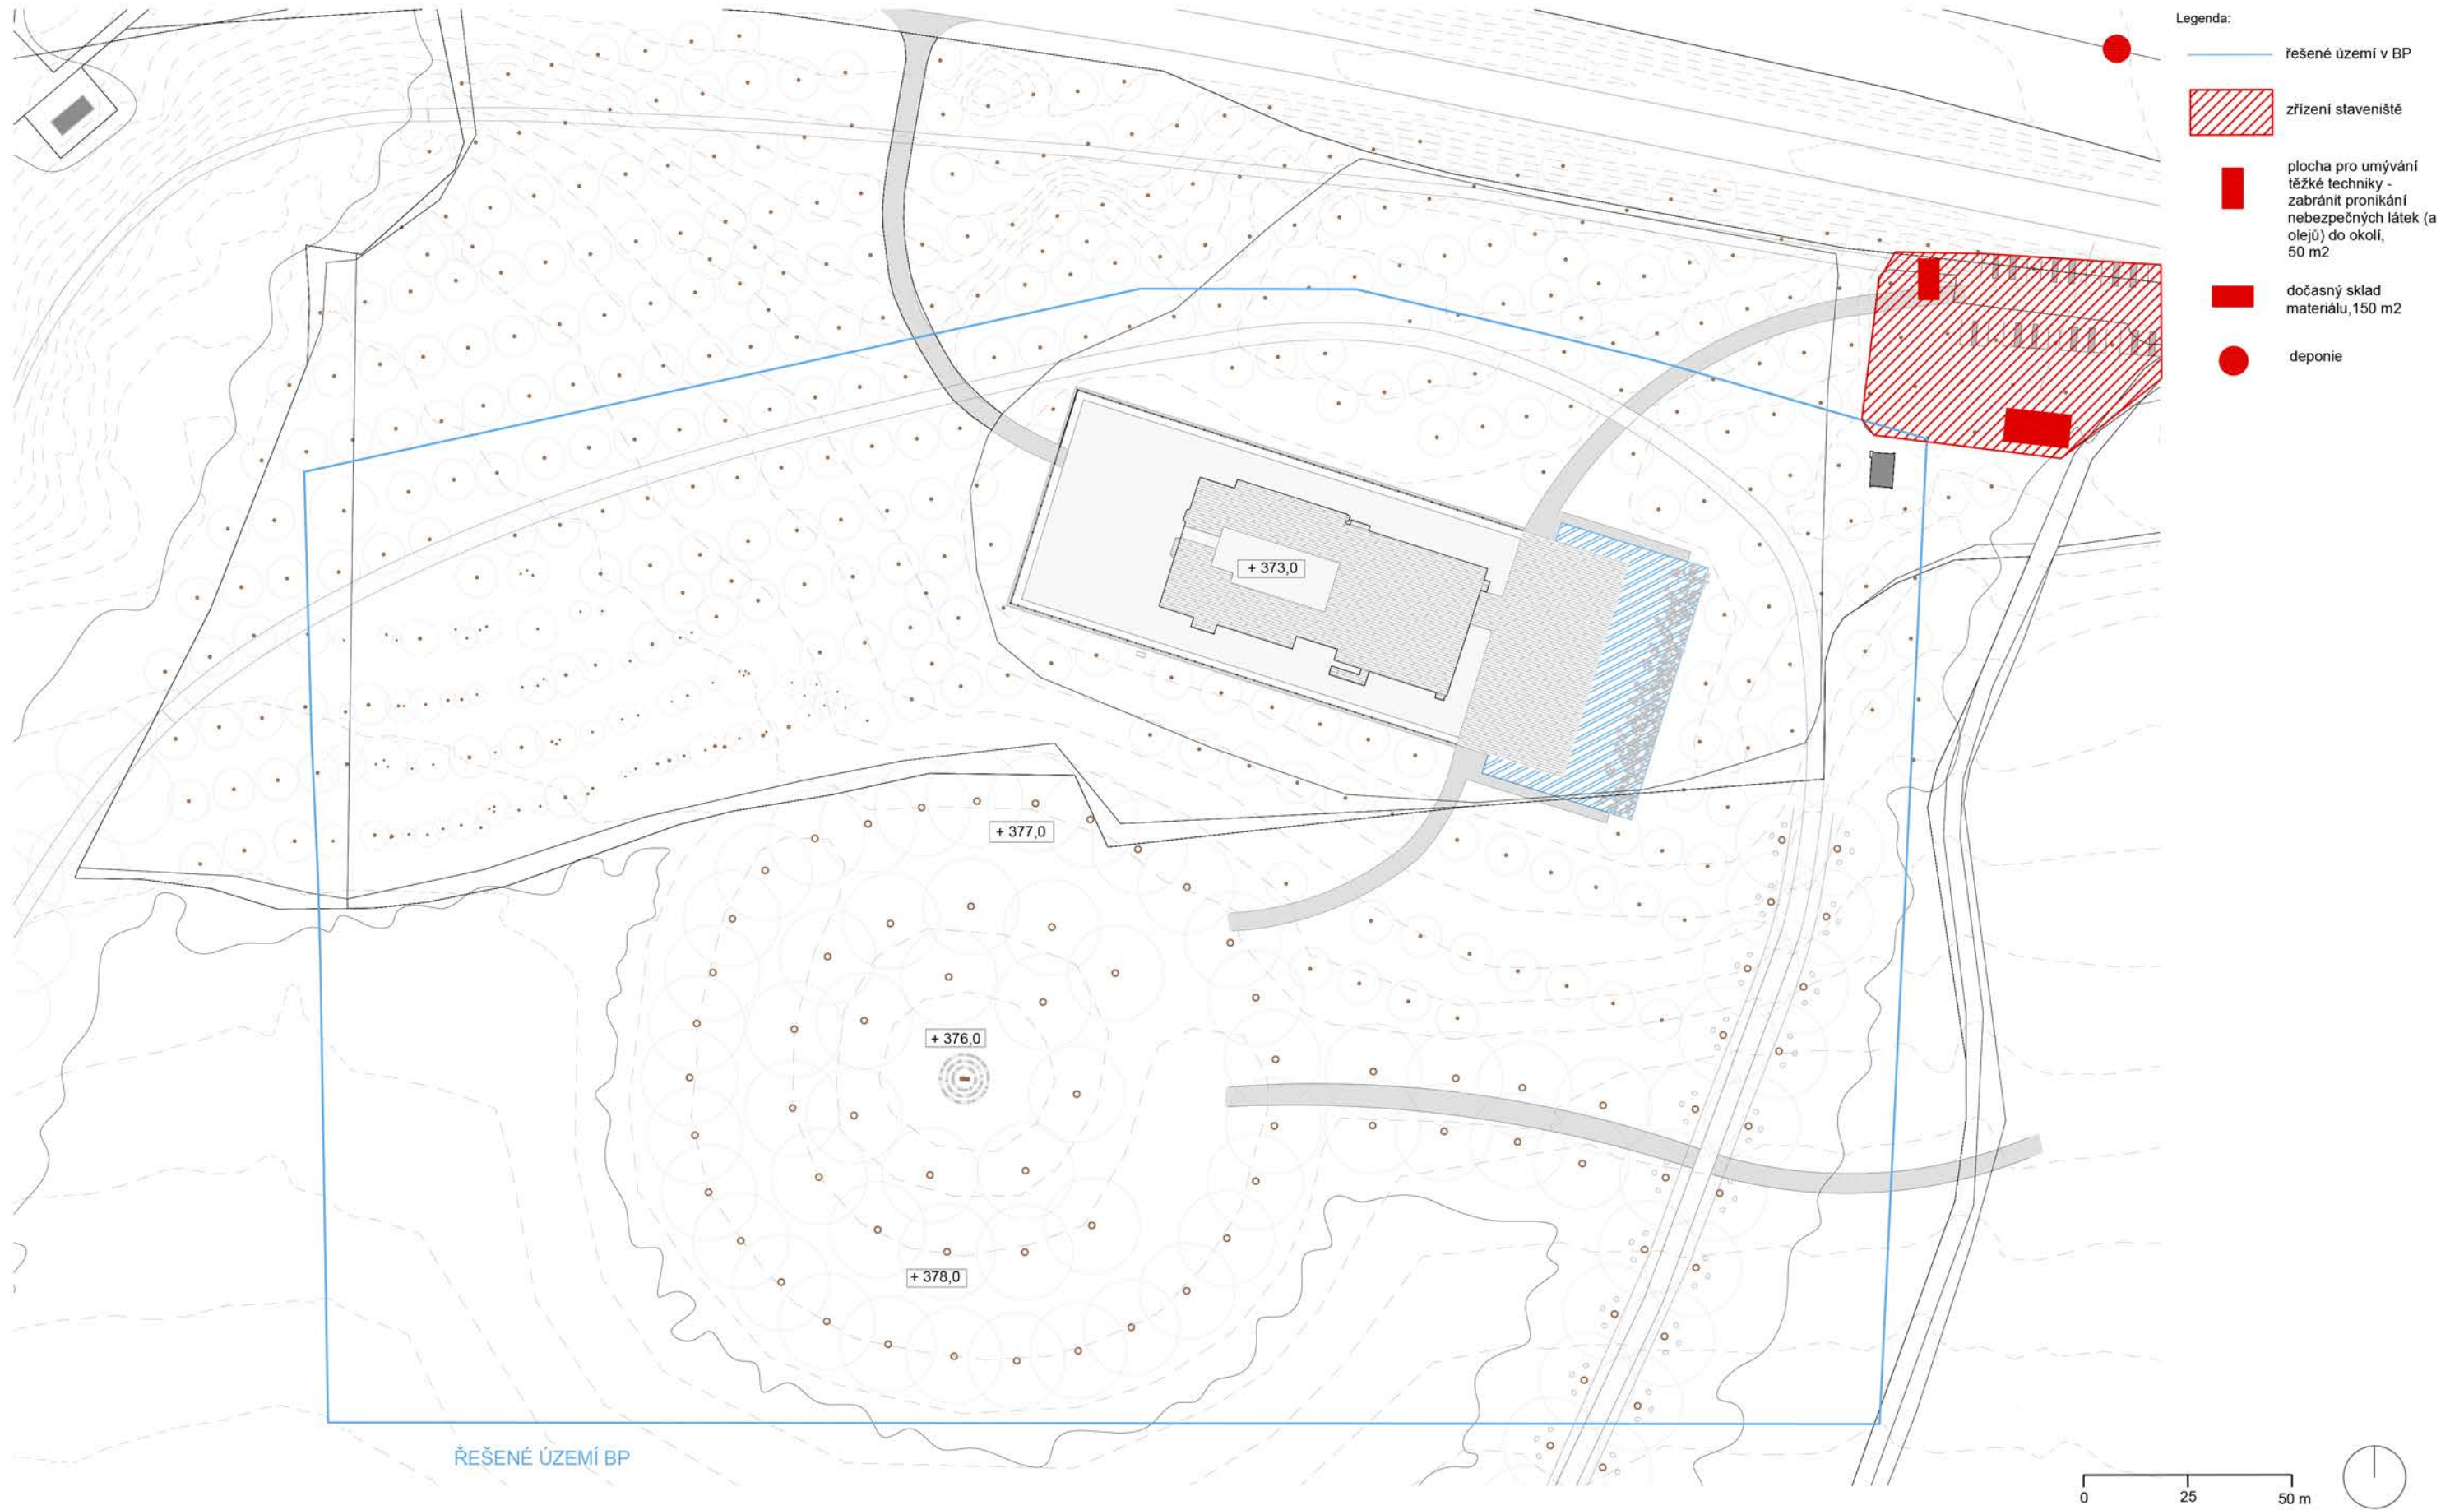 Legenda:
řešené území v BP
zřízení staveniště
plocha pro umývání
těžké techniky -
zabránit pronikání
nebezpečných látek (a
olejů) do okolí,
50 m2
dočasný sklad
materiálu,150 m2
deponie
+ 373,0
+ 377,0
+ 376,0
+ 378,0
ŘEŠENÉ ÚZEMÍ BP
0 25 50 m